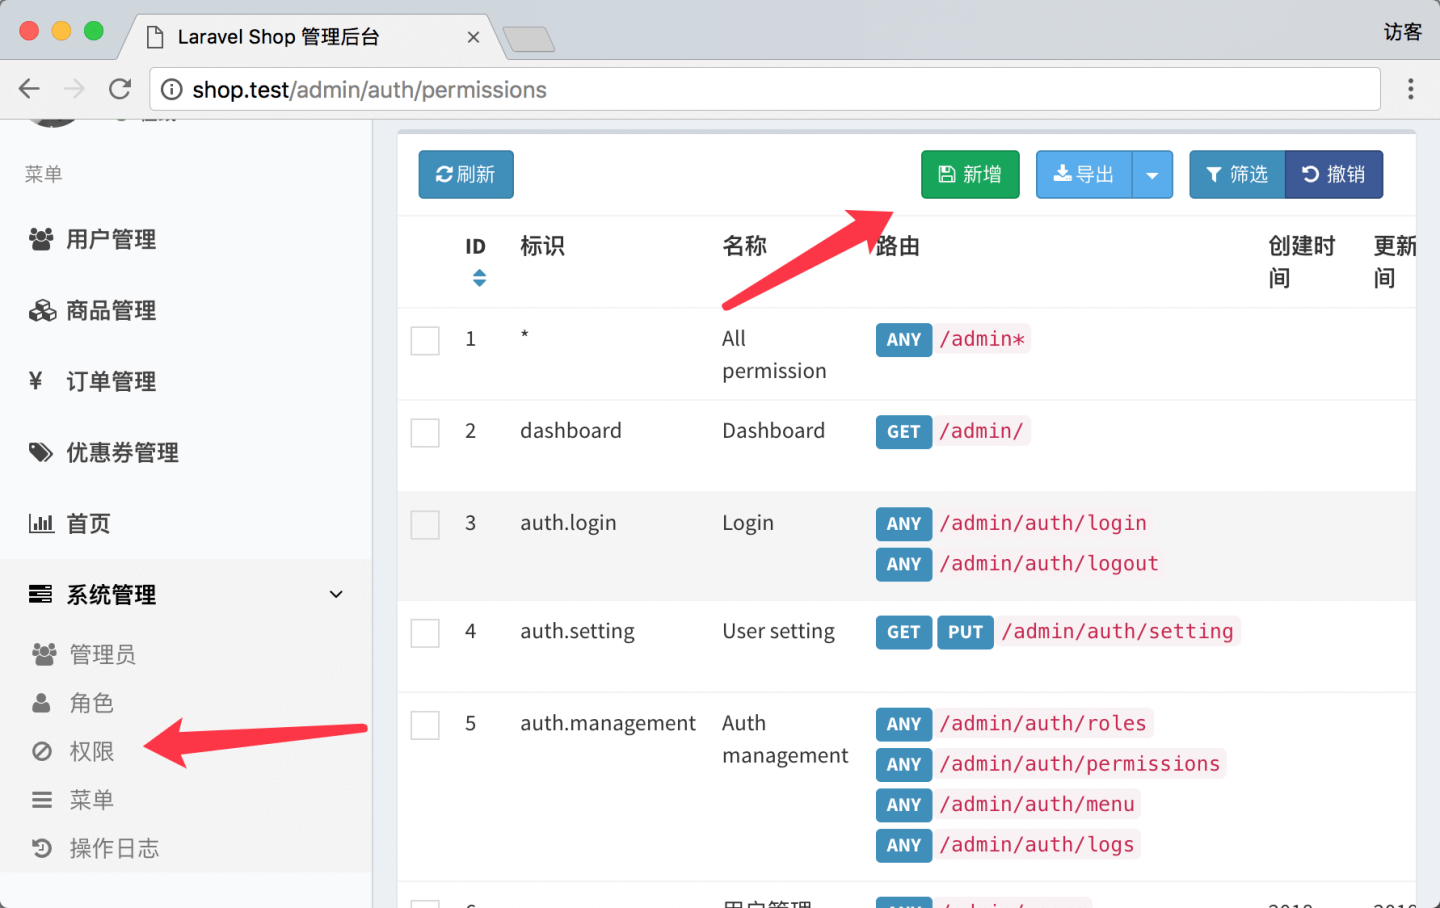 Laravel Shop 管理后台
访客
shop.test/admin/auth/permissions
菜单
用户管理
商品管理
¥ 订单管理
优惠券管理
首页
系统管理
管理员
角色
权限
菜单
操作日志
刷新 新增 导出 筛选 撤销
ID 标识 名称 路由 创建时间 更新间
1 * All permission ANY /admin*
2 dashboard Dashboard GET /admin/
3 auth.login Login ANY /admin/auth/login
ANY /admin/auth/logout
4 auth.setting User setting GET PUT /admin/auth/setting
5 auth.management Auth management ANY /admin/auth/roles
ANY /admin/auth/permissions
ANY /admin/auth/menu
ANY /admin/auth/logs
用户管理